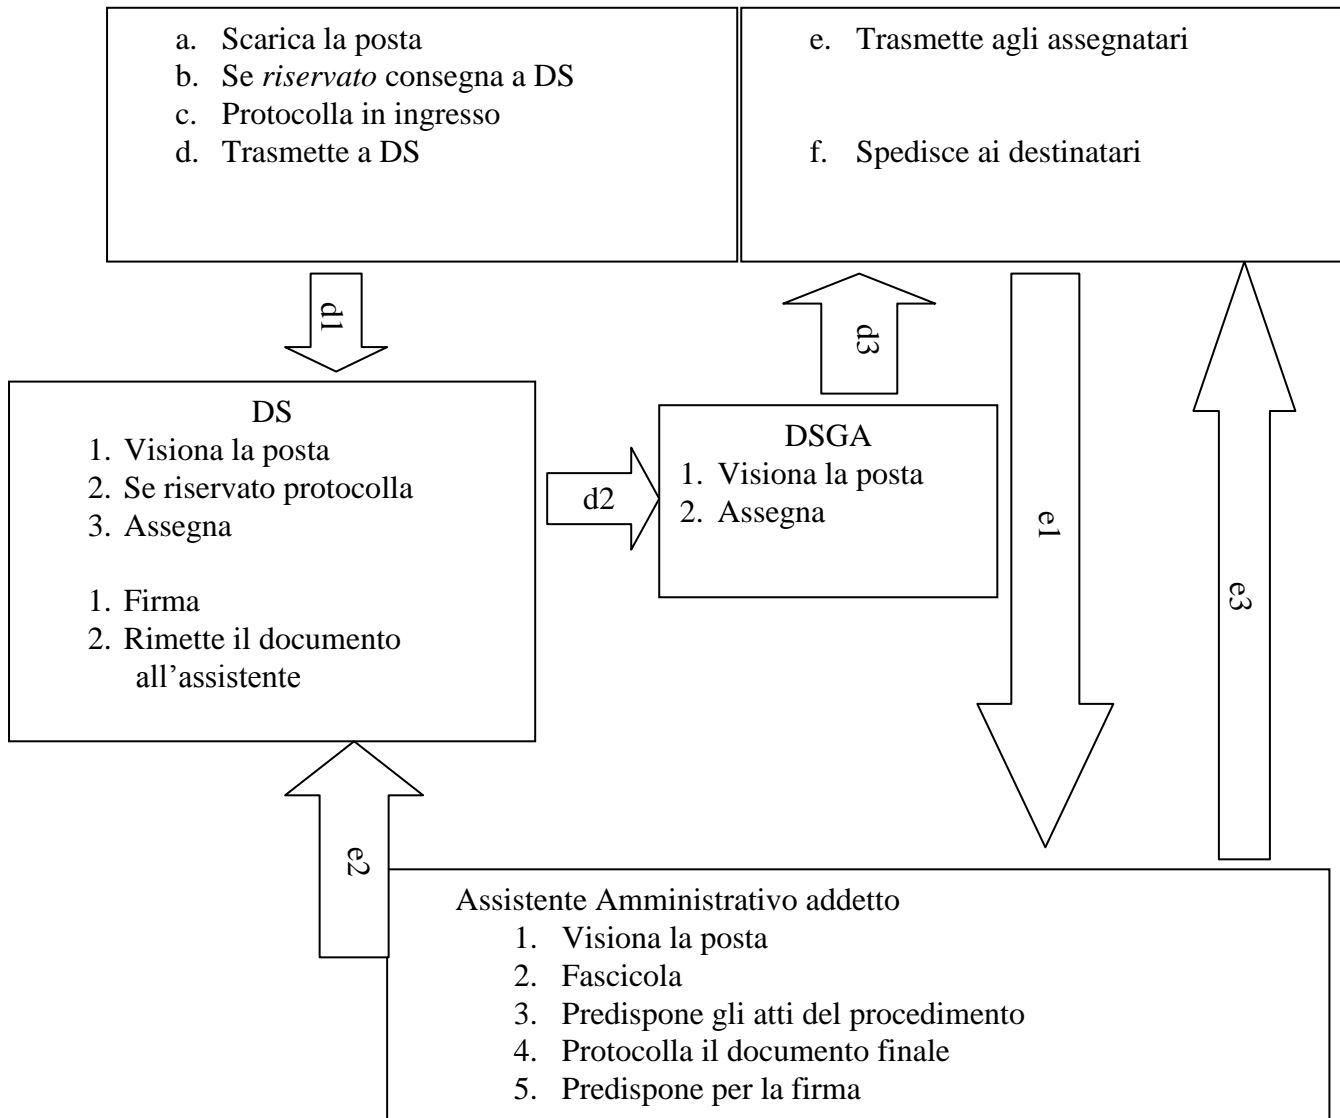 a. Scarica la posta
b. Se riservato consegna a DS
c. Protocolla in ingresso
d. Trasmette a DS
e. Trasmette agli assegnatari
f. Spedisce ai destinatari
d1
d3
DS
1. Visiona la posta
2. Se riservato protocolla
3. Assegna
1. Firma
2. Rimette il documento
all’assistente
d2
DSGA
1. Visiona la posta
2. Assegna
e1
e3
e2
Assistente Amministrativo addetto
1. Visiona la posta
2. Fascicola
3. Predispone gli atti del procedimento
4. Protocolla il documento finale
5. Predispone per la firma